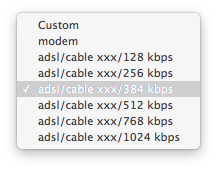 Custom
modem
adsl/cable xxx/128 kbps
adsl/cable xxx/256 kbps
✓ adsl/cable xxx/384 kbps
adsl/cable xxx/512 kbps
adsl/cable xxx/768 kbps
adsl/cable xxx/1024 kbps